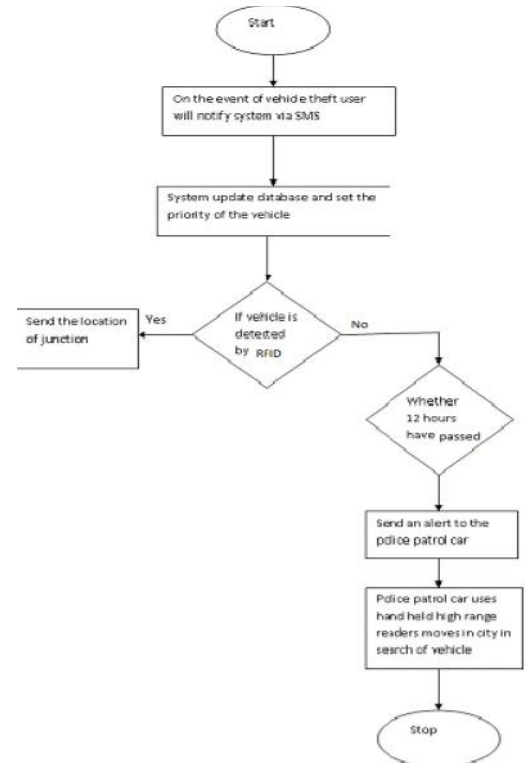 Start
On the event of vehicle theft user
will notify system via SMS
System update database and set the
priority of the vehicle
If vehicle is
detected
by RFID
Yes
No
Send the location
of junction
Whether
12 hours
have passed
Send an alert to the
police patrol car
Police patrol car uses
hand held high range
readers moves in city in
search of vehicle
Stop